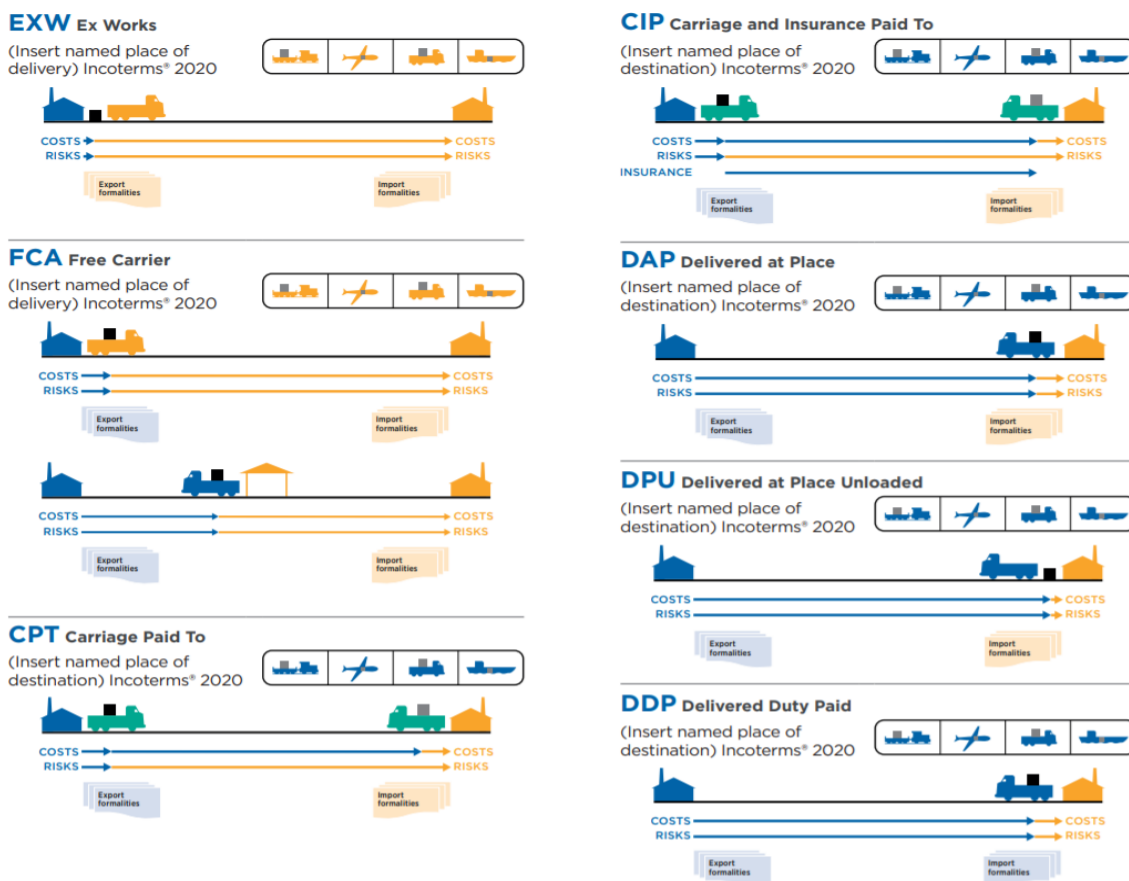 EXW Ex Works
(Insert named place of
delivery) Incoterms® 2020
COSTS COSTS
RISKS RISKS
Export
formalities
Import
formalities
FCA Free Carrier
(Insert named place of
delivery) Incoterms® 2020
COSTS COSTS
RISKS RISKS
Export
formalities
Import
formalities
COSTS COSTS
RISKS RISKS
Export
formalities
Import
formalities
CPT Carriage Paid To
(Insert named place of
destination) Incoterms® 2020
COSTS COSTS
RISKS RISKS
Export
formalities
Import
formalities
CIP Carriage and Insurance Paid To
(Insert named place of
destination) Incoterms® 2020
COSTS COSTS
RISKS RISKS
INSURANCE
Export
formalities
Import
formalities
DAP Delivered at Place
(Insert named place of
destination) Incoterms® 2020
COSTS COSTS
RISKS RISKS
Export
formalities
Import
formalities
DPU Delivered at Place Unloaded
(Insert named place of
destination) Incoterms® 2020
COSTS COSTS
RISKS RISKS
Export
formalities
Import
formalities
DDP Delivered Duty Paid
(Insert named place of
destination) Incoterms® 2020
COSTS COSTS
RISKS RISKS
Export
formalities
Import
formalities